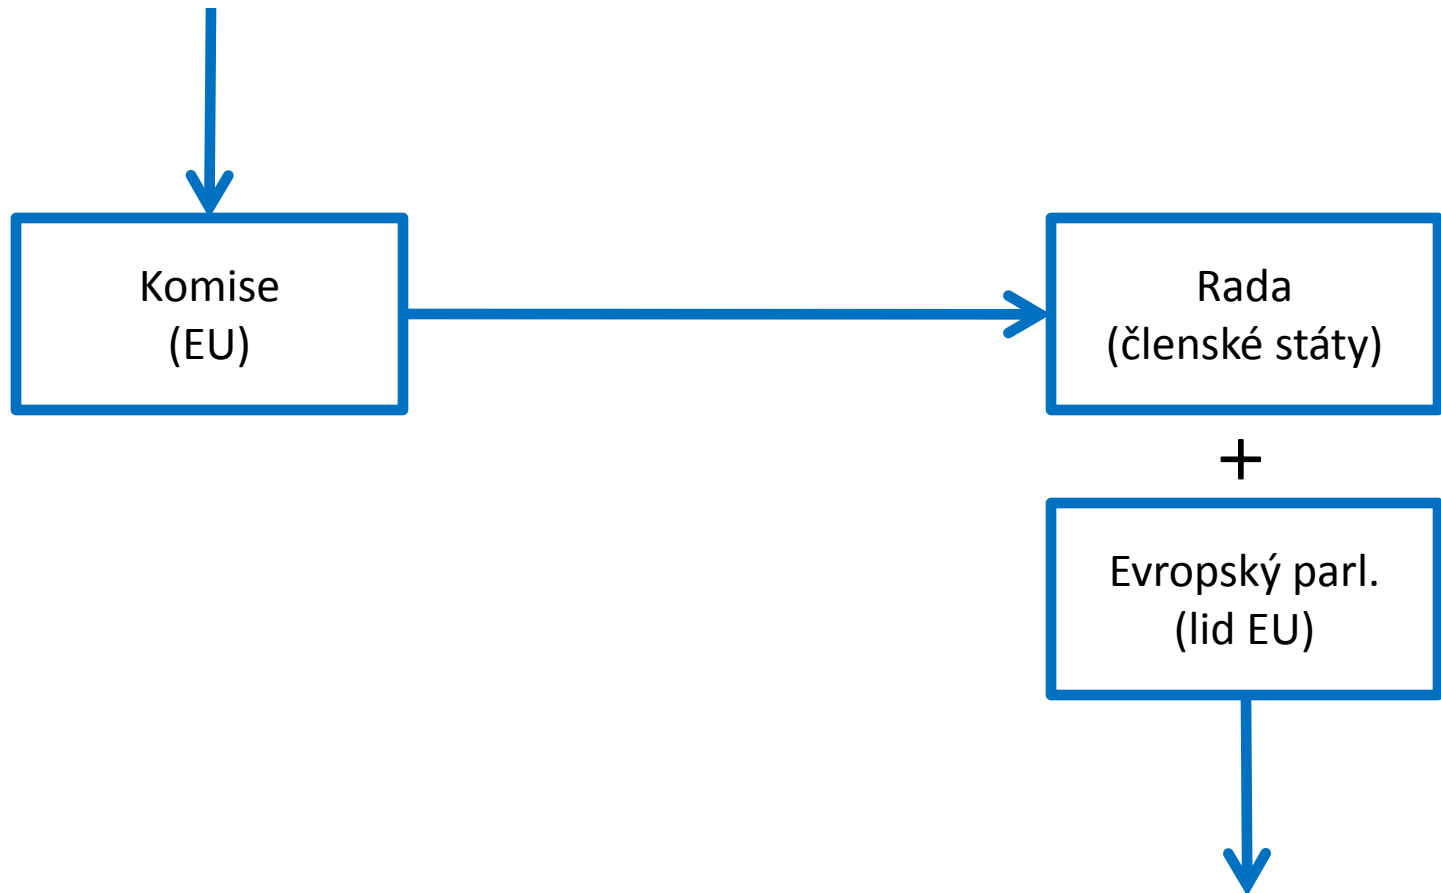 Komise
(EU)
Rada
(členské státy)
+
Evropský parl.
(lid EU)